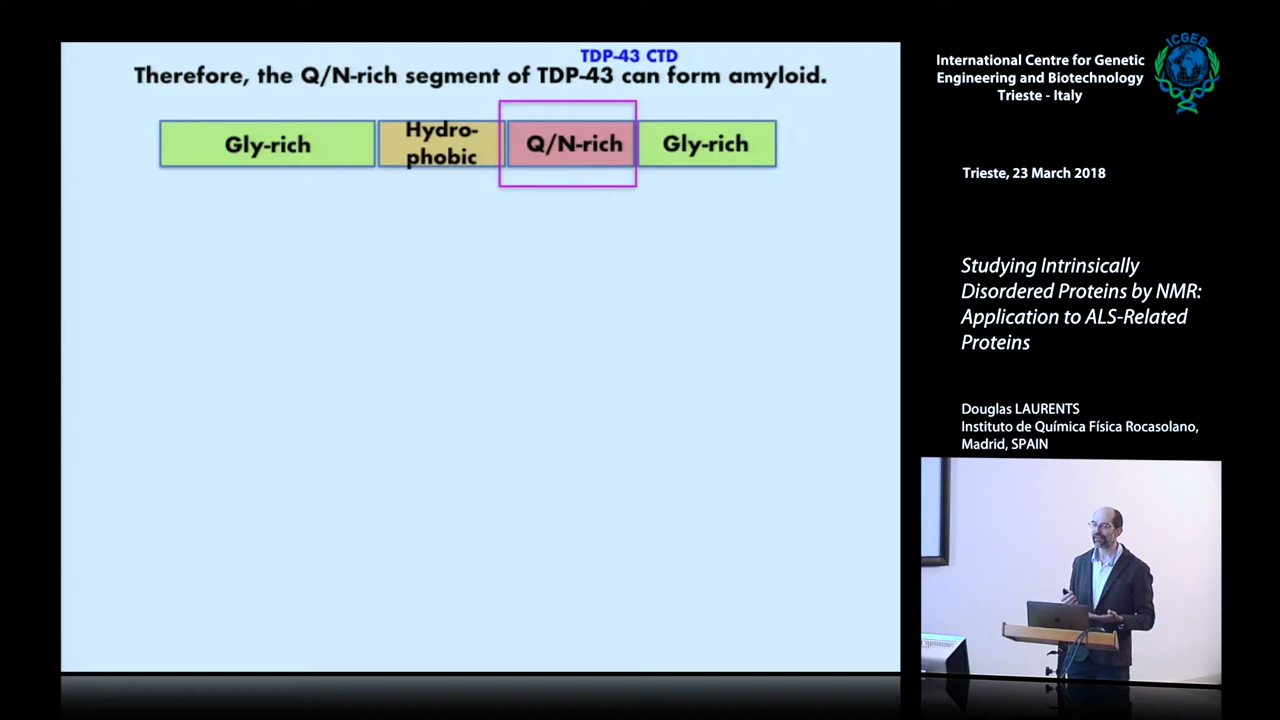 TDP-43 CTD
Therefore, the Q/N-rich segment of TDP-43 can form amyloid.
Gly-rich
Hydro-
phobic
Q/N-rich
Gly-rich
International Centre for Genetic
Engineering and Biotechnology
Trieste - Italy
ICGEB
Trieste, 23 March 2018
Studying Intrinsically
Disordered Proteins by NMR:
Application to ALS-Related
Proteins
Douglas LAURENTS
Instituto de Química Física Rocasolano,
Madrid, SPAIN